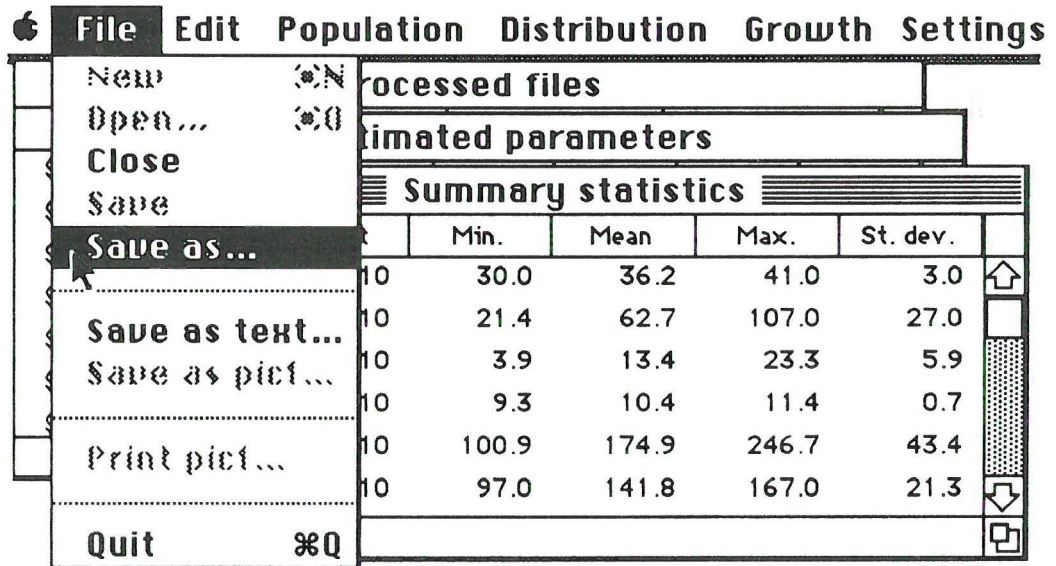 File Edit Population Distribution Growth Settings
New ⌘N
Open... ⌘O
Close
Save
Save as...
Save as text...
Save as pict...
Print pict...
Quit ⌘Q
rocessed files
timated parameters
Summary statistics
Min. Mean Max. St. dev.
10 30.0 36.2 41.0 3.0
10 21.4 62.7 107.0 27.0
10 3.9 13.4 23.3 5.9
10 9.3 10.4 11.4 0.7
10 100.9 174.9 246.7 43.4
10 97.0 141.8 167.0 21.3